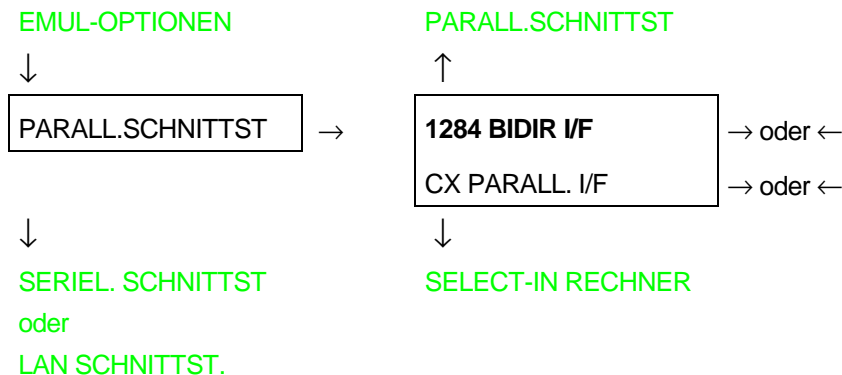 EMUL-OPTIONEN PARALL.SCHNITTST
↓ ↑
PARALL.SCHNITTST → 1284 BIDIR I/F → oder ←
CX PARALL. I/F → oder ←
↓ ↓
SERIEL. SCHNITTST SELECT-IN RECHNER
oder
LAN SCHNITTST.